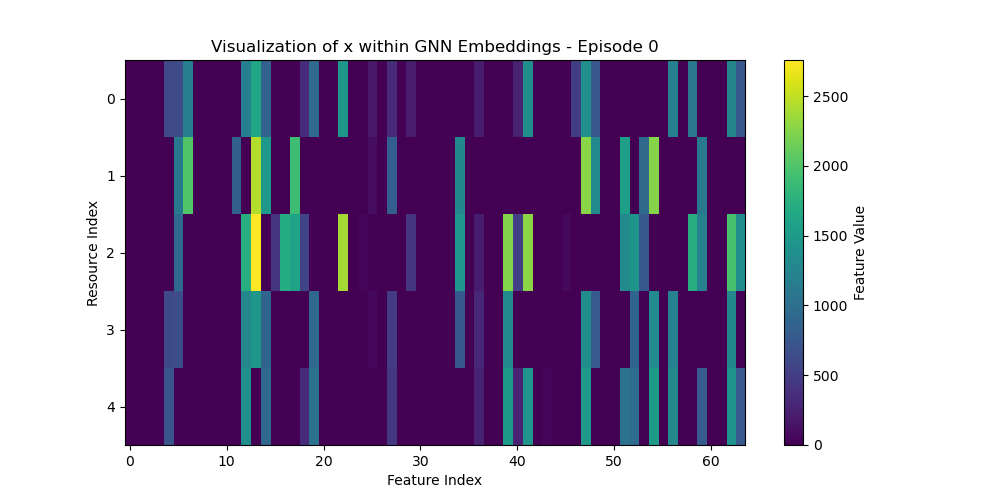 Visualization of x within GNN Embeddings - Episode 0
Resource Index
0
1
2
3
4
0 10 20 30 40 50 60
Feature Index
2500
2000
1500
1000
500
0
Feature Value